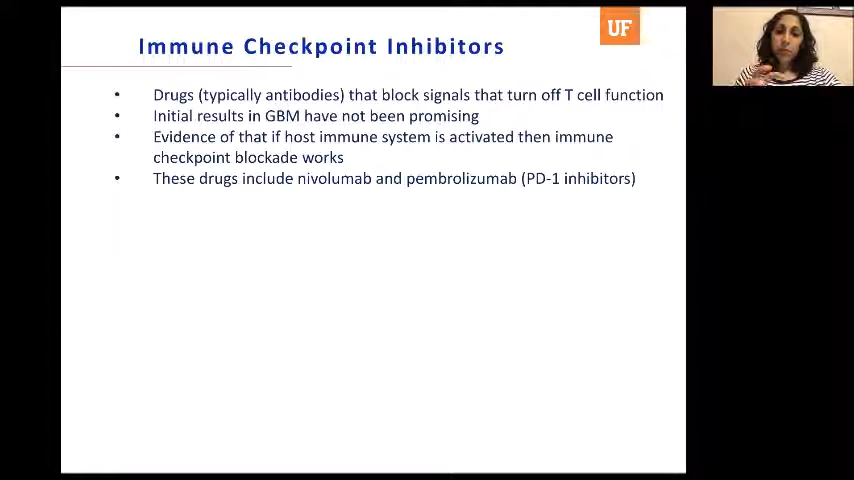 Immune Checkpoint Inhibitors
UF
• Drugs (typically antibodies) that block signals that turn off T cell function
• Initial results in GBM have not been promising
• Evidence of that if host immune system is activated then immune
checkpoint blockade works
• These drugs include nivolumab and pembrolizumab (PD-1 inhibitors)